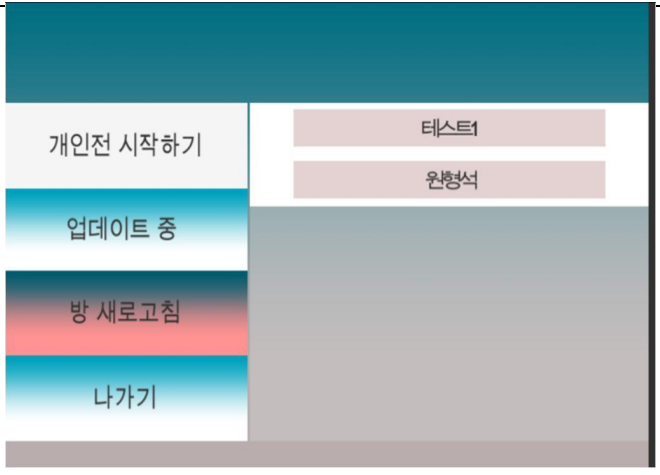 개인전 시작하기
업데이트 중
방 새로고침
나가기
테스트1
원형석